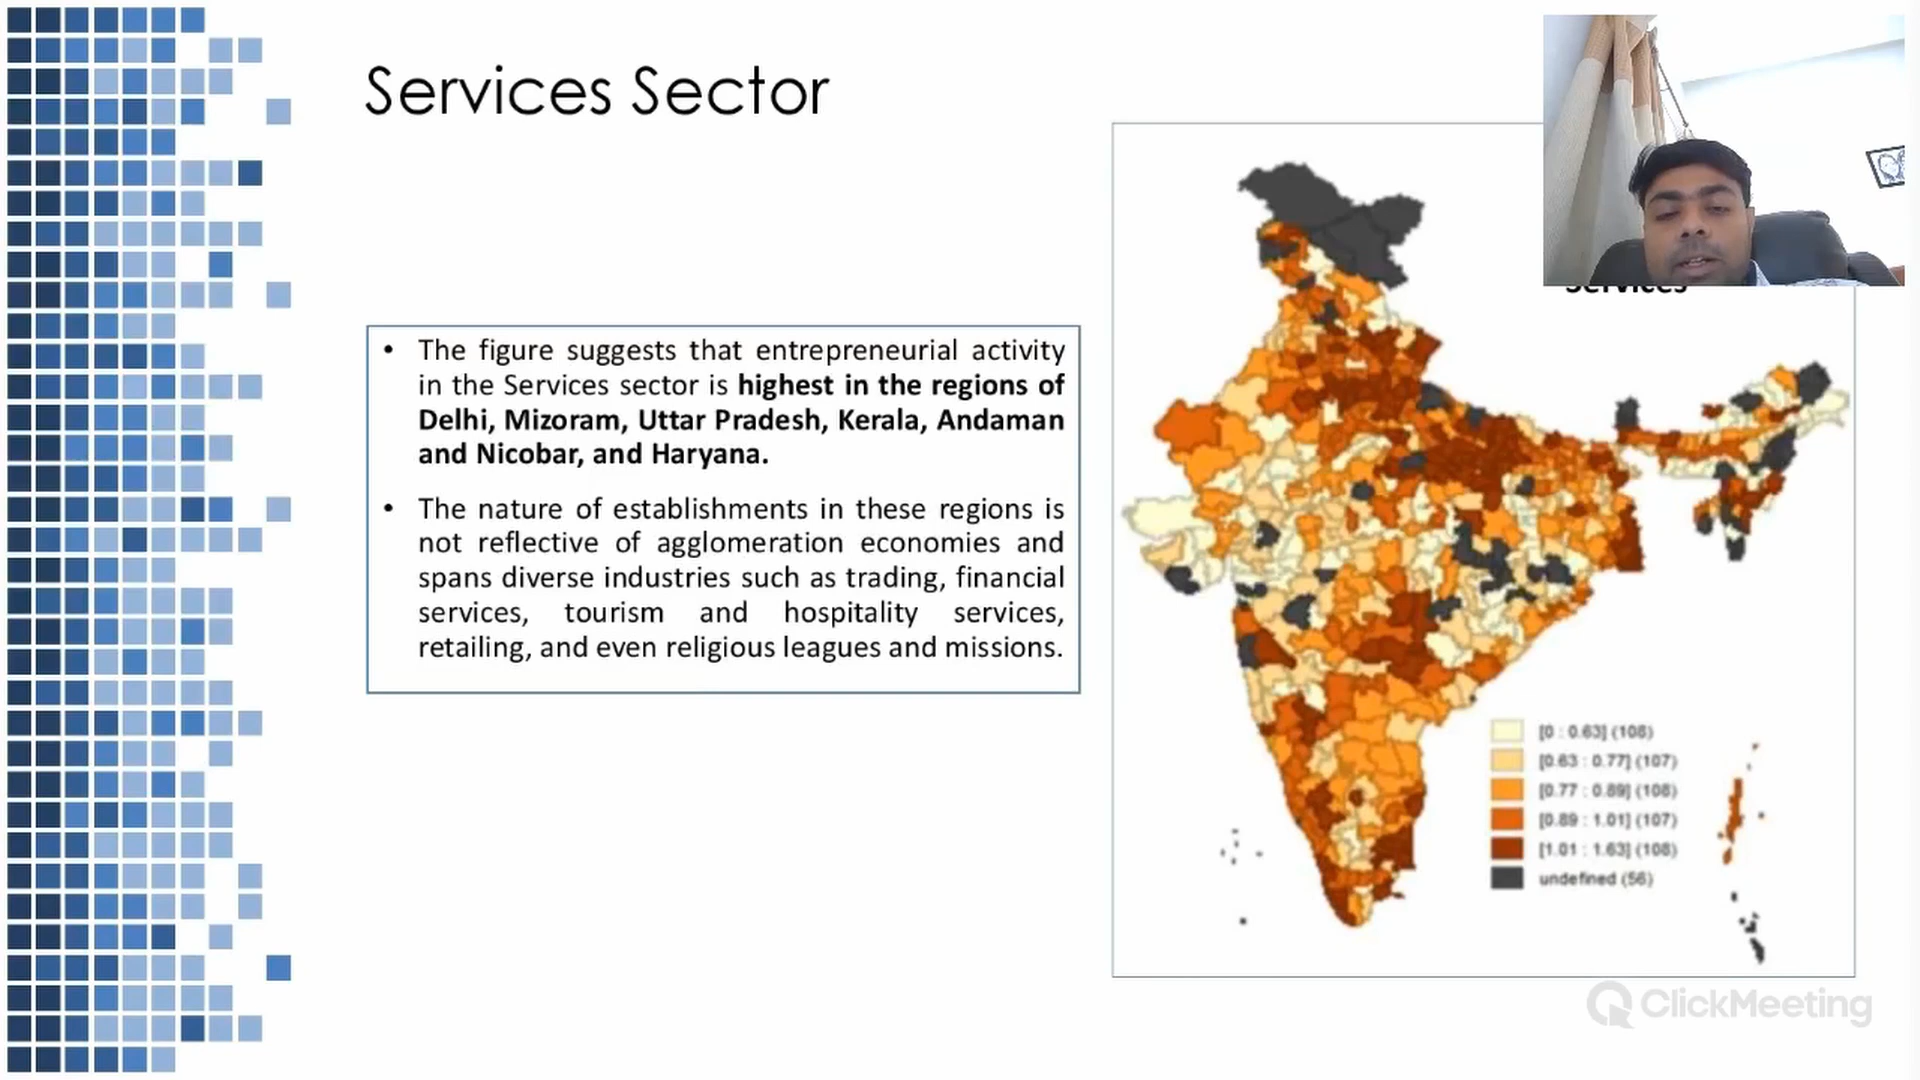 Services Sector
• The figure suggests that entrepreneurial activity
in the Services sector is highest in the regions of
Delhi, Mizoram, Uttar Pradesh, Kerala, Andaman
and Nicobar, and Haryana.
• The nature of establishments in these regions is
not reflective of agglomeration economies and
spans diverse industries such as trading, financial
services, tourism and hospitality services,
retailing, and even religious leagues and missions.
Services
[0 : 0.63] (108)
[0.63 : 0.77] (107)
[0.77 : 0.89] (108)
[0.89 : 1.01] (107)
[1.01 : 1.63] (108)
undefined (56)
ClickMeeting